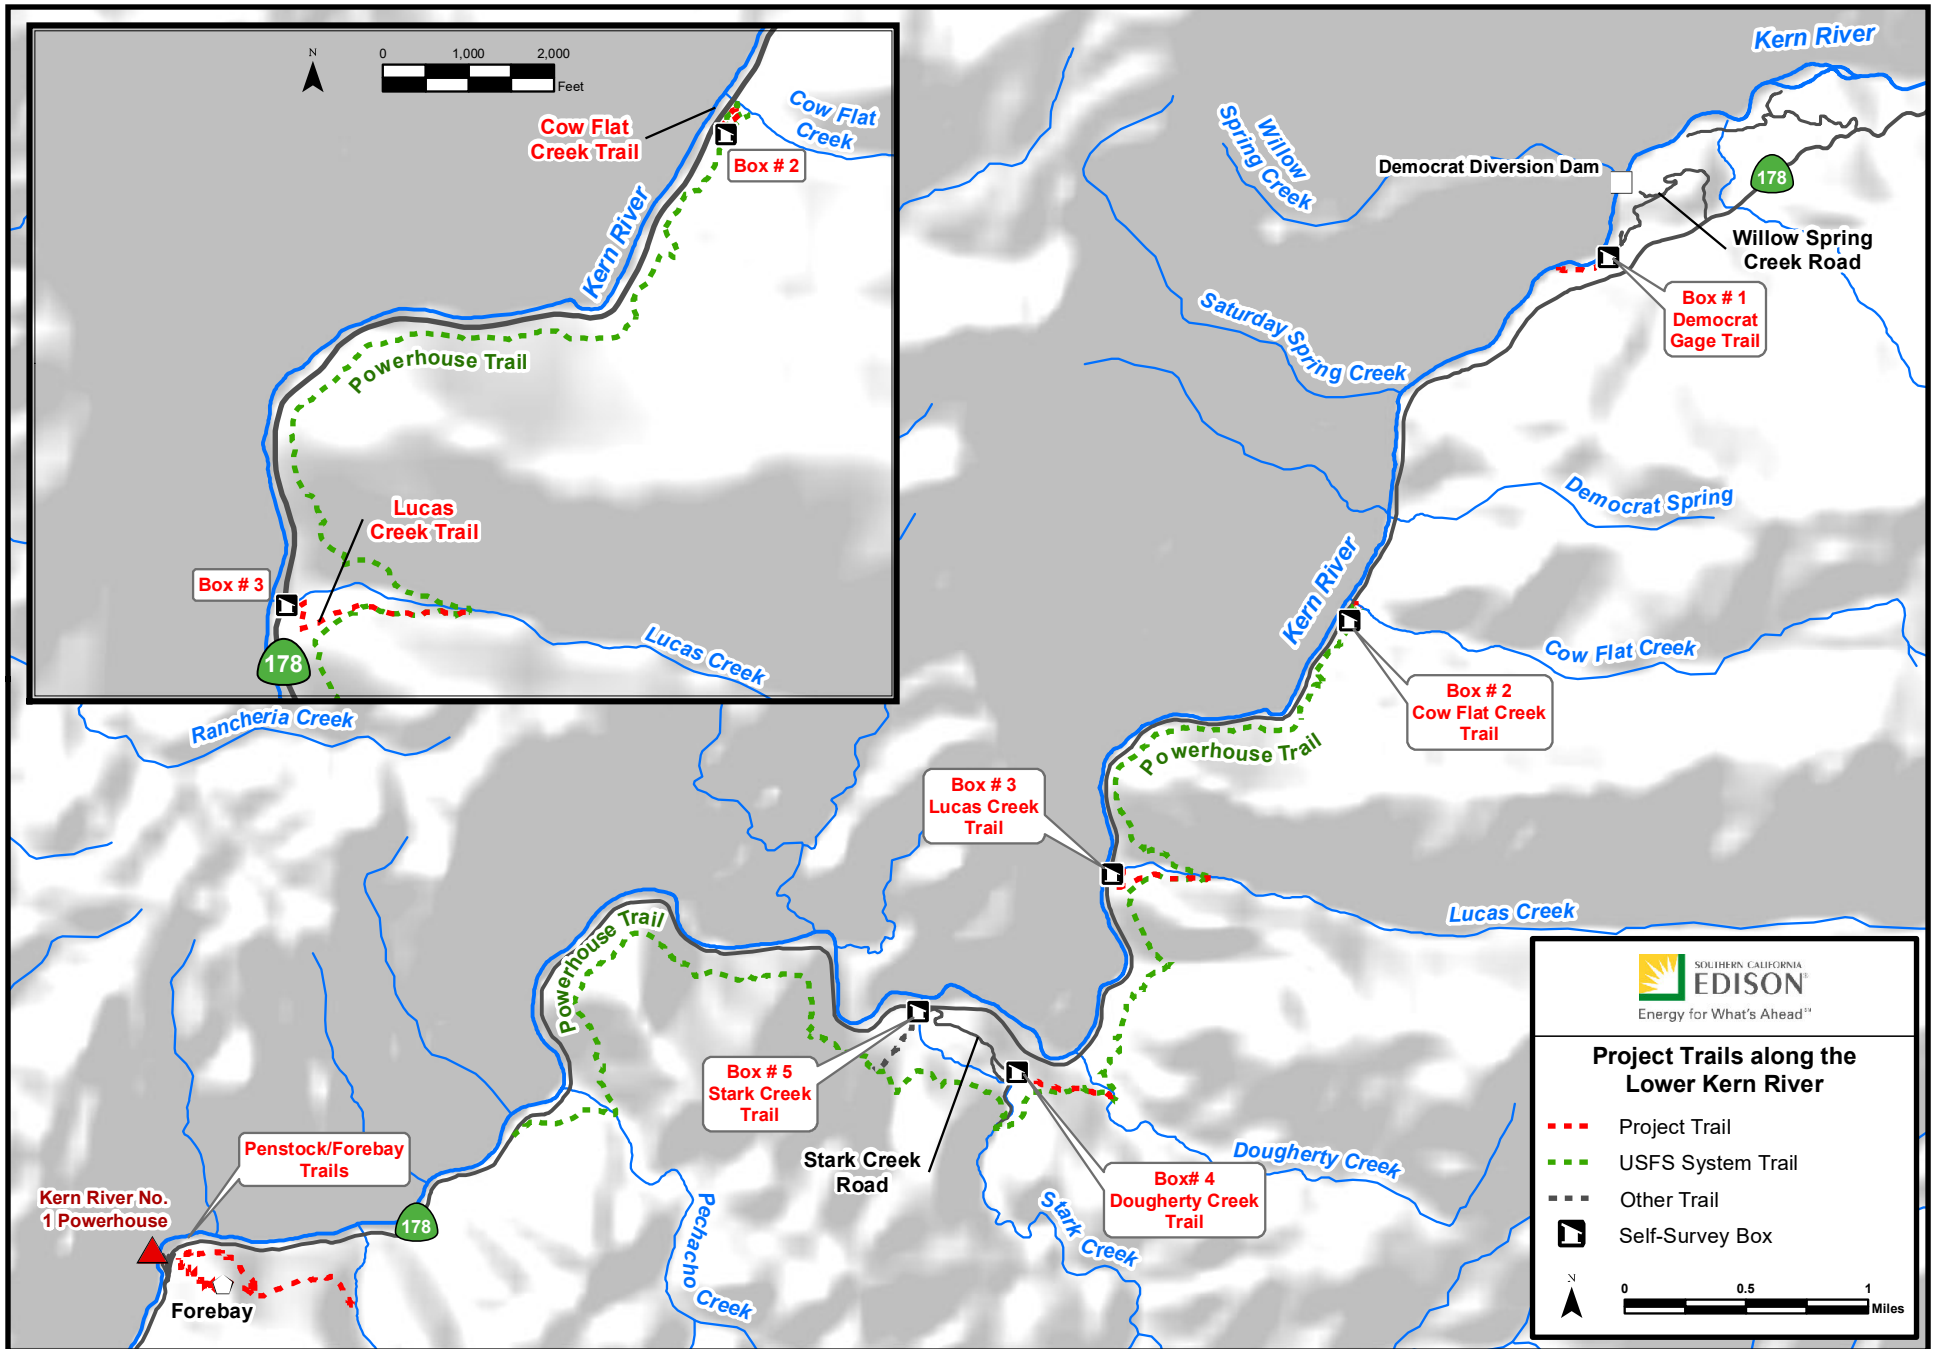 N
0 1,000 2,000
Feet
Cow Flat
Creek Trail
Cow Flat
Creek
Box # 2
Kern River
Powerhouse Trail
Lucas
Creek Trail
Box # 3
178
Lucas Creek
Kern River
Willow
Spring Creek
Democrat Diversion Dam
178
Willow Spring
Creek Road
Box # 1
Democrat
Gage Trail
Saturday Spring Creek
Democrat Spring
Kern River
Cow Flat Creek
Box # 2
Cow Flat Creek
Trail
Powerhouse Trail
Rancheria Creek
Box # 3
Lucas Creek
Trail
Lucas Creek
Powerhouse Trail
Box # 5
Stark Creek
Trail
Stark Creek
Road
Box# 4
Dougherty Creek
Trail
Dougherty Creek
Stark Creek
Pechacho Creek
Penstock/Forebay
Trails
Kern River No.
1 Powerhouse
178
Forebay
SOUTHERN CALIFORNIA
EDISON®
Energy for What's Ahead℠
Project Trails along the
Lower Kern River
Project Trail
USFS System Trail
Other Trail
Self-Survey Box
N
0 0.5 1
Miles